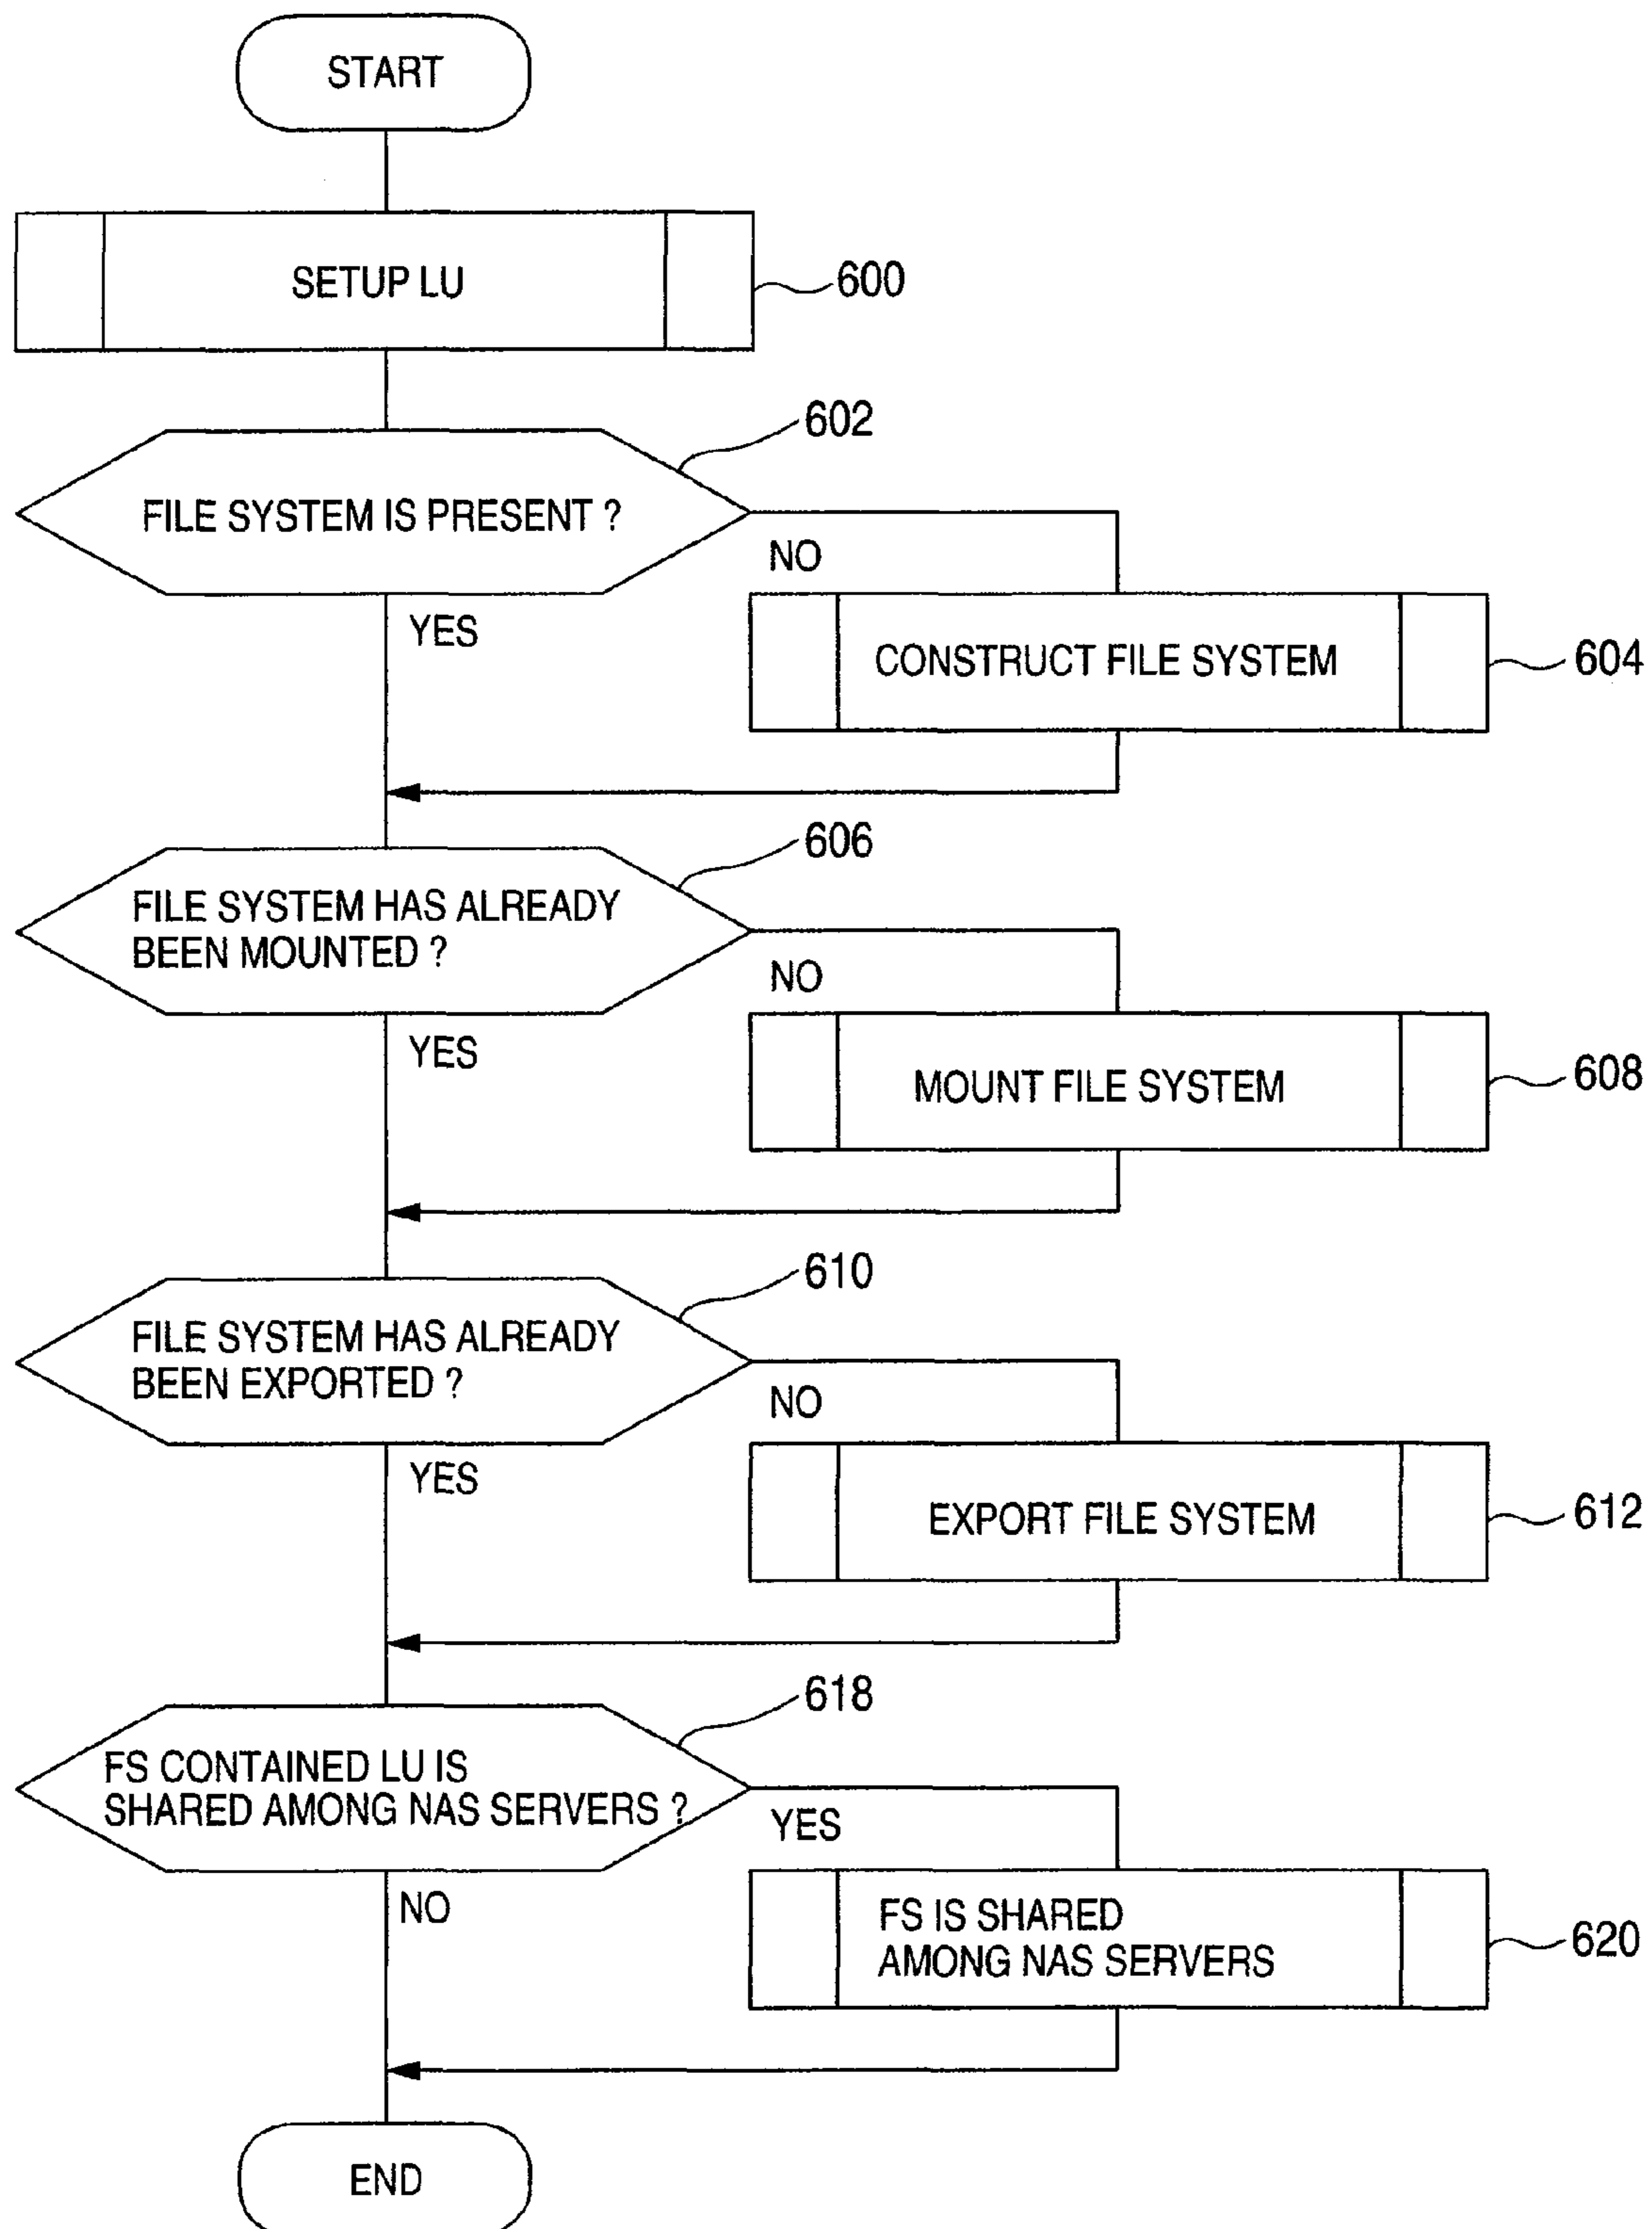 START
SETUP LU
600
602
FILE SYSTEM IS PRESENT ?
NO
YES
CONSTRUCT FILE SYSTEM
604
606
FILE SYSTEM HAS ALREADY
BEEN MOUNTED ?
NO
YES
MOUNT FILE SYSTEM
608
610
FILE SYSTEM HAS ALREADY
BEEN EXPORTED ?
NO
YES
EXPORT FILE SYSTEM
612
618
FS CONTAINED LU IS
SHARED AMONG NAS SERVERS ?
YES
NO
FS IS SHARED
AMONG NAS SERVERS
620
END